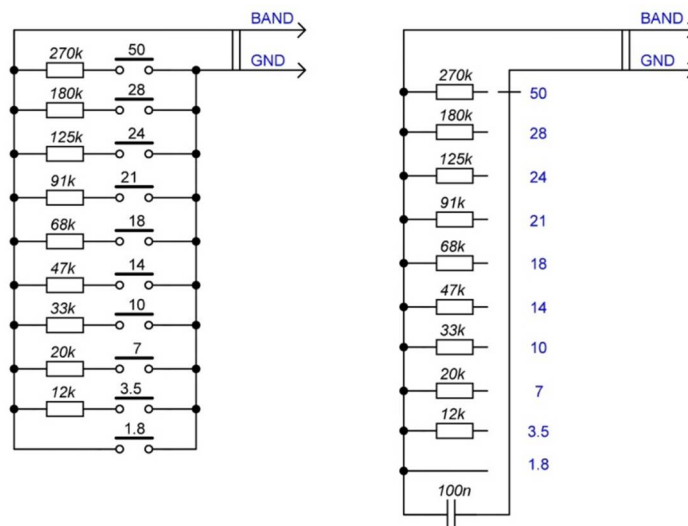 BAND
GND
270k 50
180k 28
125k 24
91k 21
68k 18
47k 14
33k 10
20k 7
12k 3.5
1.8
BAND
GND
270k 50
180k 28
125k 24
91k 21
68k 18
47k 14
33k 10
20k 7
12k 3.5
1.8
100n